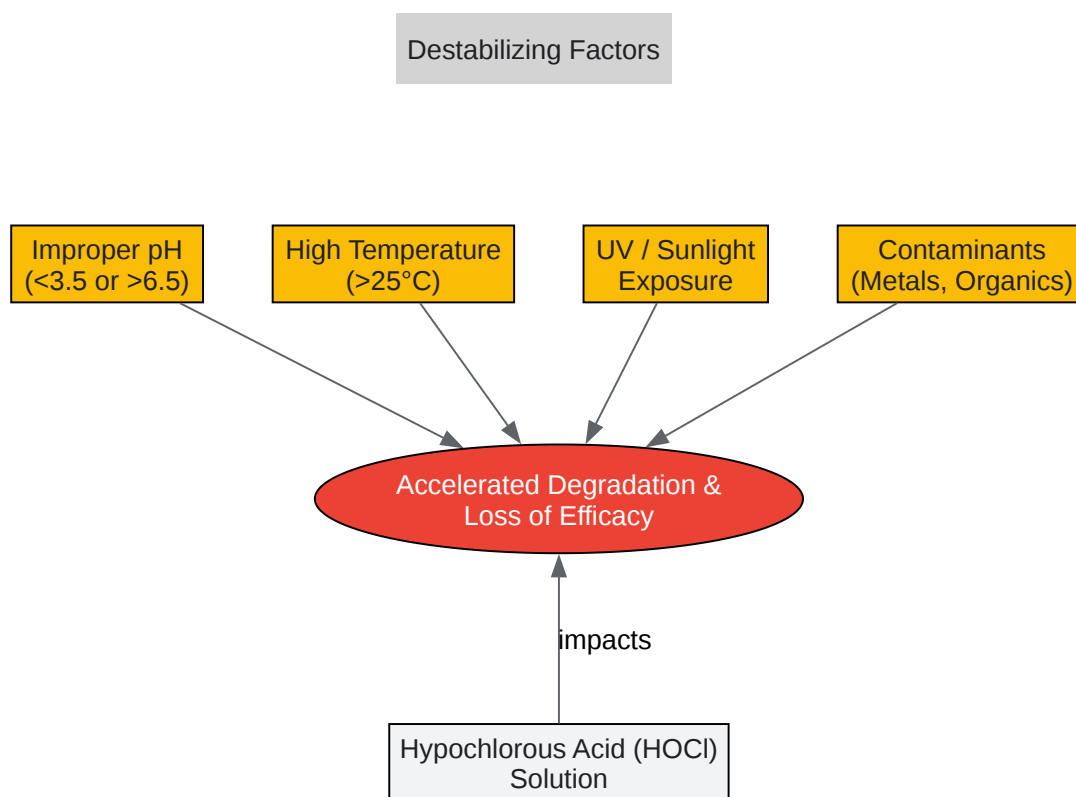 Destabilizing Factors
Improper pH
(<3.5 or >6.5)
High Temperature
(>25°C)
UV / Sunlight
Exposure
Contaminants
(Metals, Organics)
Accelerated Degradation &
Loss of Efficacy
impacts
Hypochlorous Acid (HOCl)
Solution